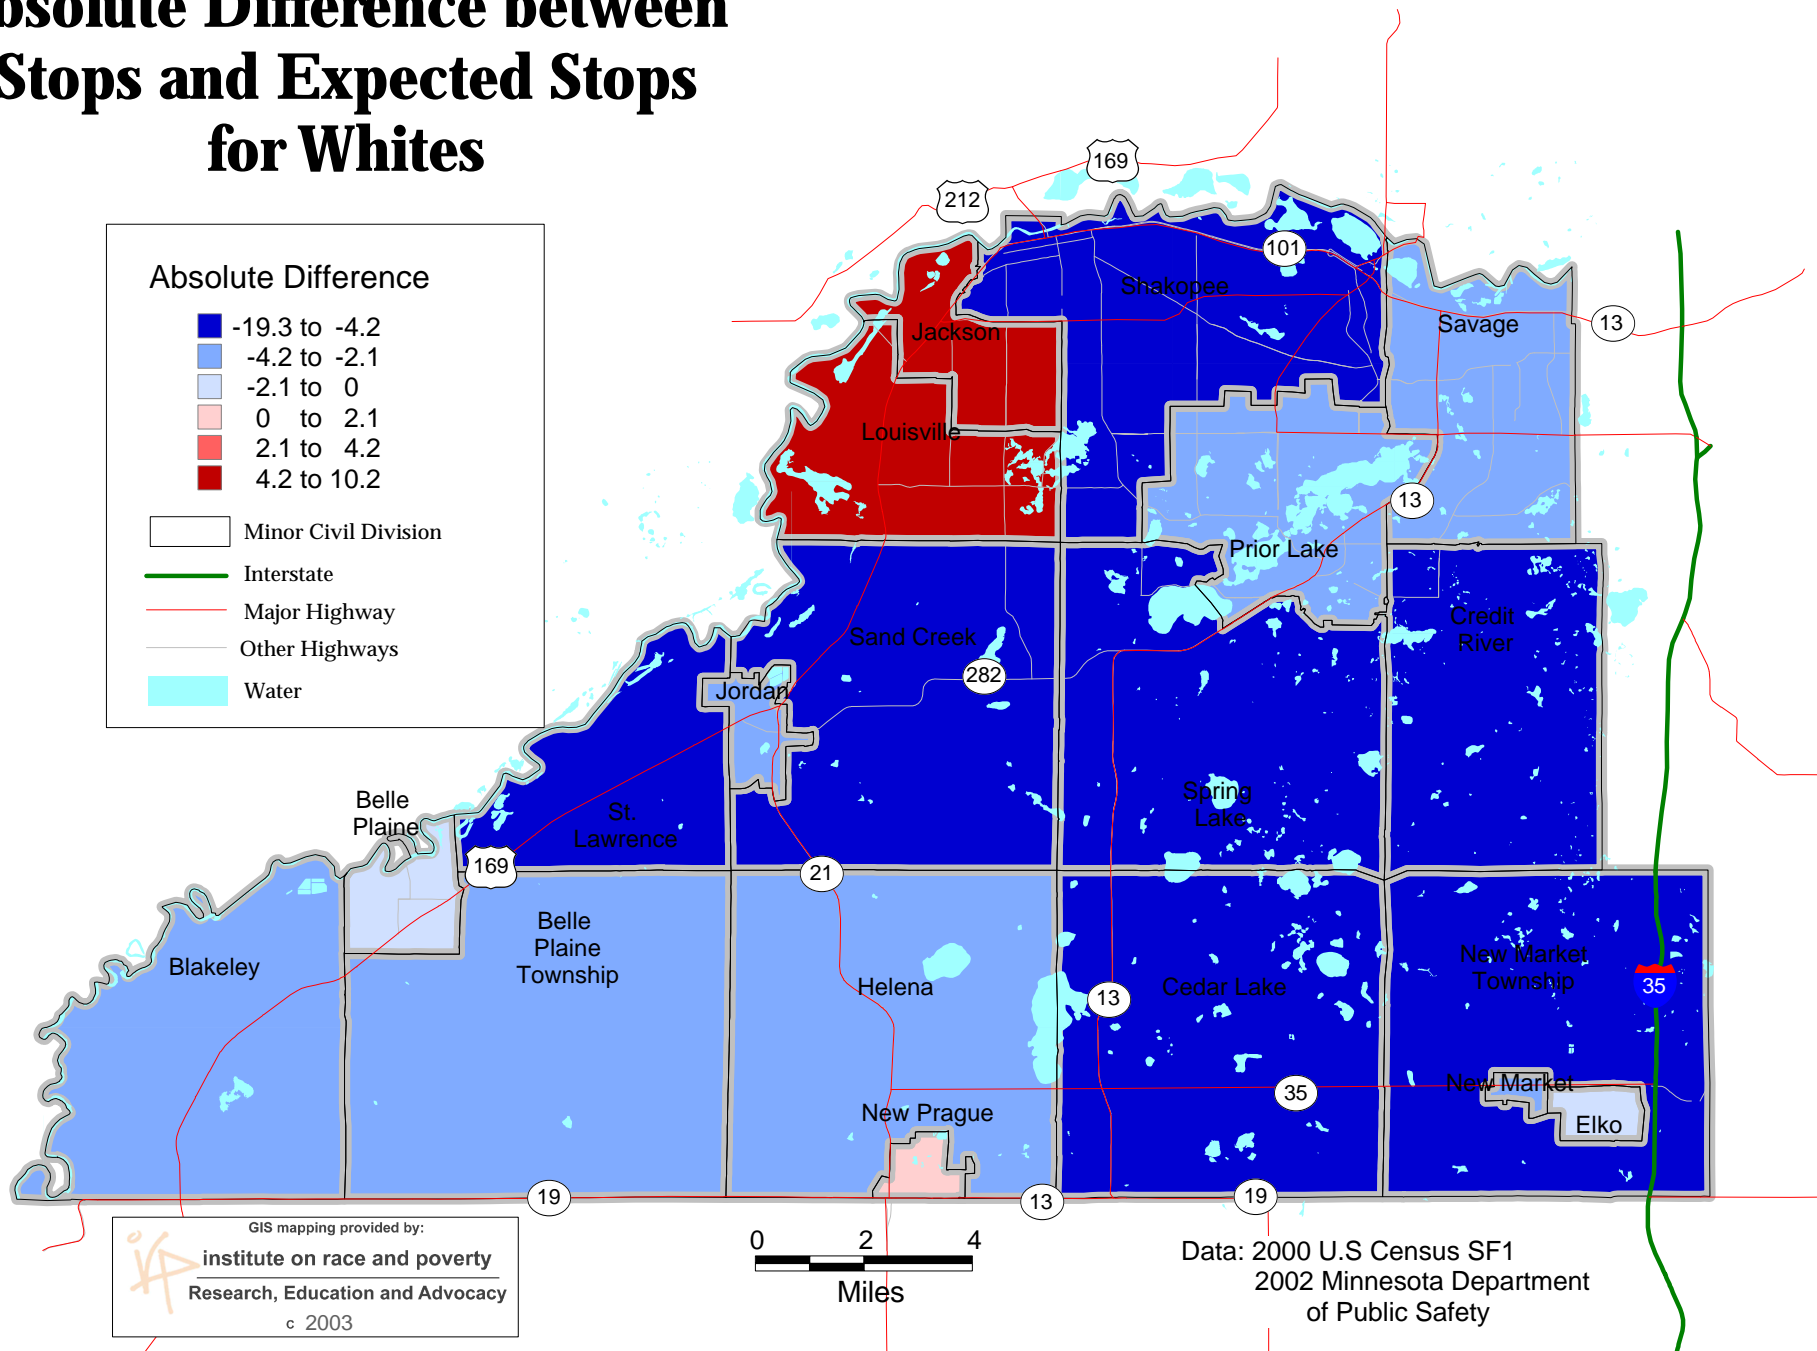 bsolute Difference between
Stops and Expected Stops
for Whites
Absolute Difference
-19.3 to -4.2
-4.2 to -2.1
-2.1 to 0
0 to 2.1
2.1 to 4.2
4.2 to 10.2
Minor Civil Division
Interstate
Major Highway
Other Highways
Water
169
212
101
Shakopee
Savage
13
Jackson
Louisville
13
Prior Lake
Credit
River
Sand Creek
282
Jordan
Spring
Lake
Belle
Plaine
St.
Lawrence
169
21
Belle
Plaine
Township
Blakeley
Helena
13
Cedar Lake
New Market
Township
35
New Market
35
Elko
New Prague
19
13
19
GIS mapping provided by:
institute on race and poverty
Research, Education and Advocacy
c 2003
0 2 4
Miles
Data: 2000 U.S Census SF1
2002 Minnesota Department
of Public Safety